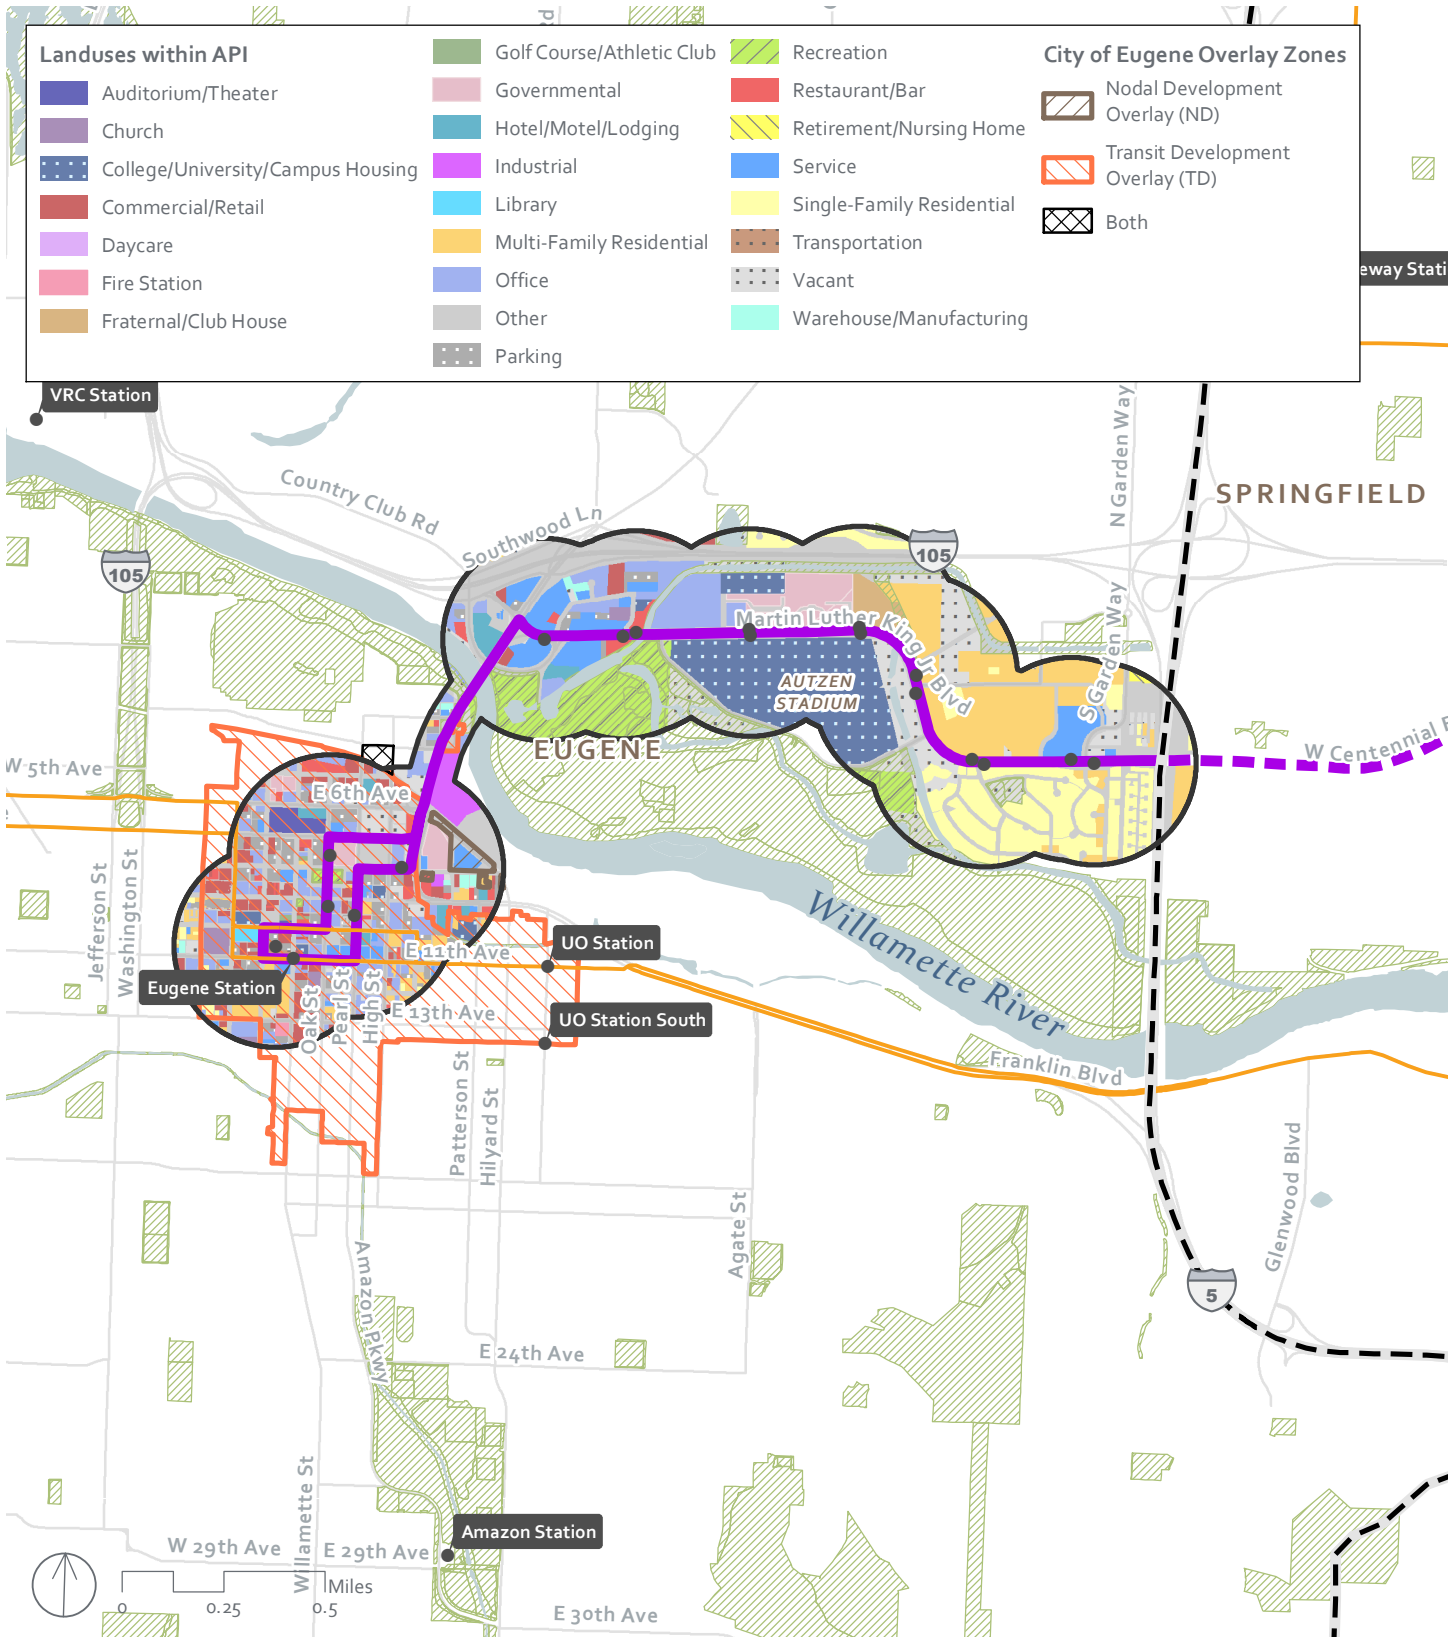 Landuses within API
Auditorium/Theater
Church
College/University/Campus Housing
Commercial/Retail
Daycare
Fire Station
Fraternal/Club House
Golf Course/Athletic Club
Governmental
Hotel/Motel/Lodging
Industrial
Library
Multi-Family Residential
Office
Other
Parking
Recreation
Restaurant/Bar
Retirement/Nursing Home
Service
Single-Family Residential
Transportation
Vacant
Warehouse/Manufacturing
City of Eugene Overlay Zones
Nodal Development
Overlay (ND)
Transit Development
Overlay (TD)
Both
Rd
eway Stati
VRC Station
Country Club Rd
Southwood Ln
N Garden Way
SPRINGFIELD
105
105
S Garden Way
Martin Luther King Jr Blvd
AUTZEN
STADIUM
EUGENE
W Centennial B
W 5th Ave
E 6th Ave
Jefferson St
Washington St
Willamette River
UO Station
E 11th Ave
Eugene Station
Oak St
Pearl St
High St
E 13th Ave
UO Station South
Franklin Blvd
Patterson St
Hilyard St
Glenwood Blvd
Agate St
Amazon Pkwy
5
E 24th Ave
Willamette St
Amazon Station
W 29th Ave
E 29th Ave
Miles
0
0.25
0.5
E 30th Ave